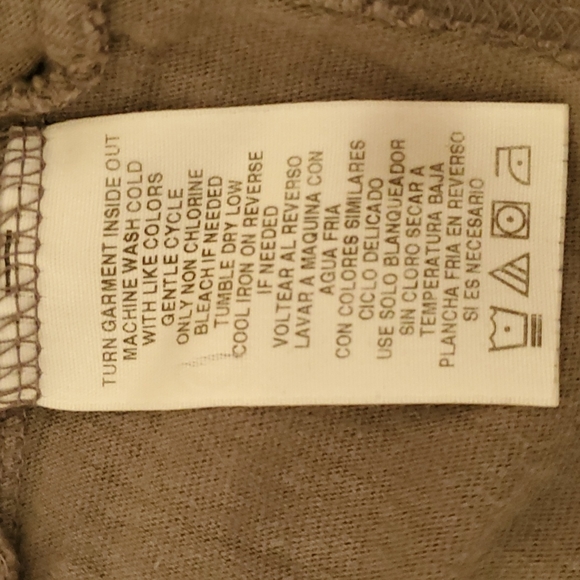 TURN GARMENT INSIDE OUT
MACHINE WASH COLD
WITH LIKE COLORS
GENTLE CYCLE
ONLY NON CHLORINE
BLEACH IF NEEDED
TUMBLE DRY LOW
COOL IRON ON REVERSE
IF NEEDED
VOLTEAR AL REVERSO
LAVAR A MAQUINA CON
AGUA FRIA
CON COLORES SIMILARES
CICLO DELICADO
USE SOLO BLANQUEADOR
SIN CLORO SECAR A
TEMPERATURA BAJA
PLANCHA FRIA EN REVERSO
SI ES NECESARIO